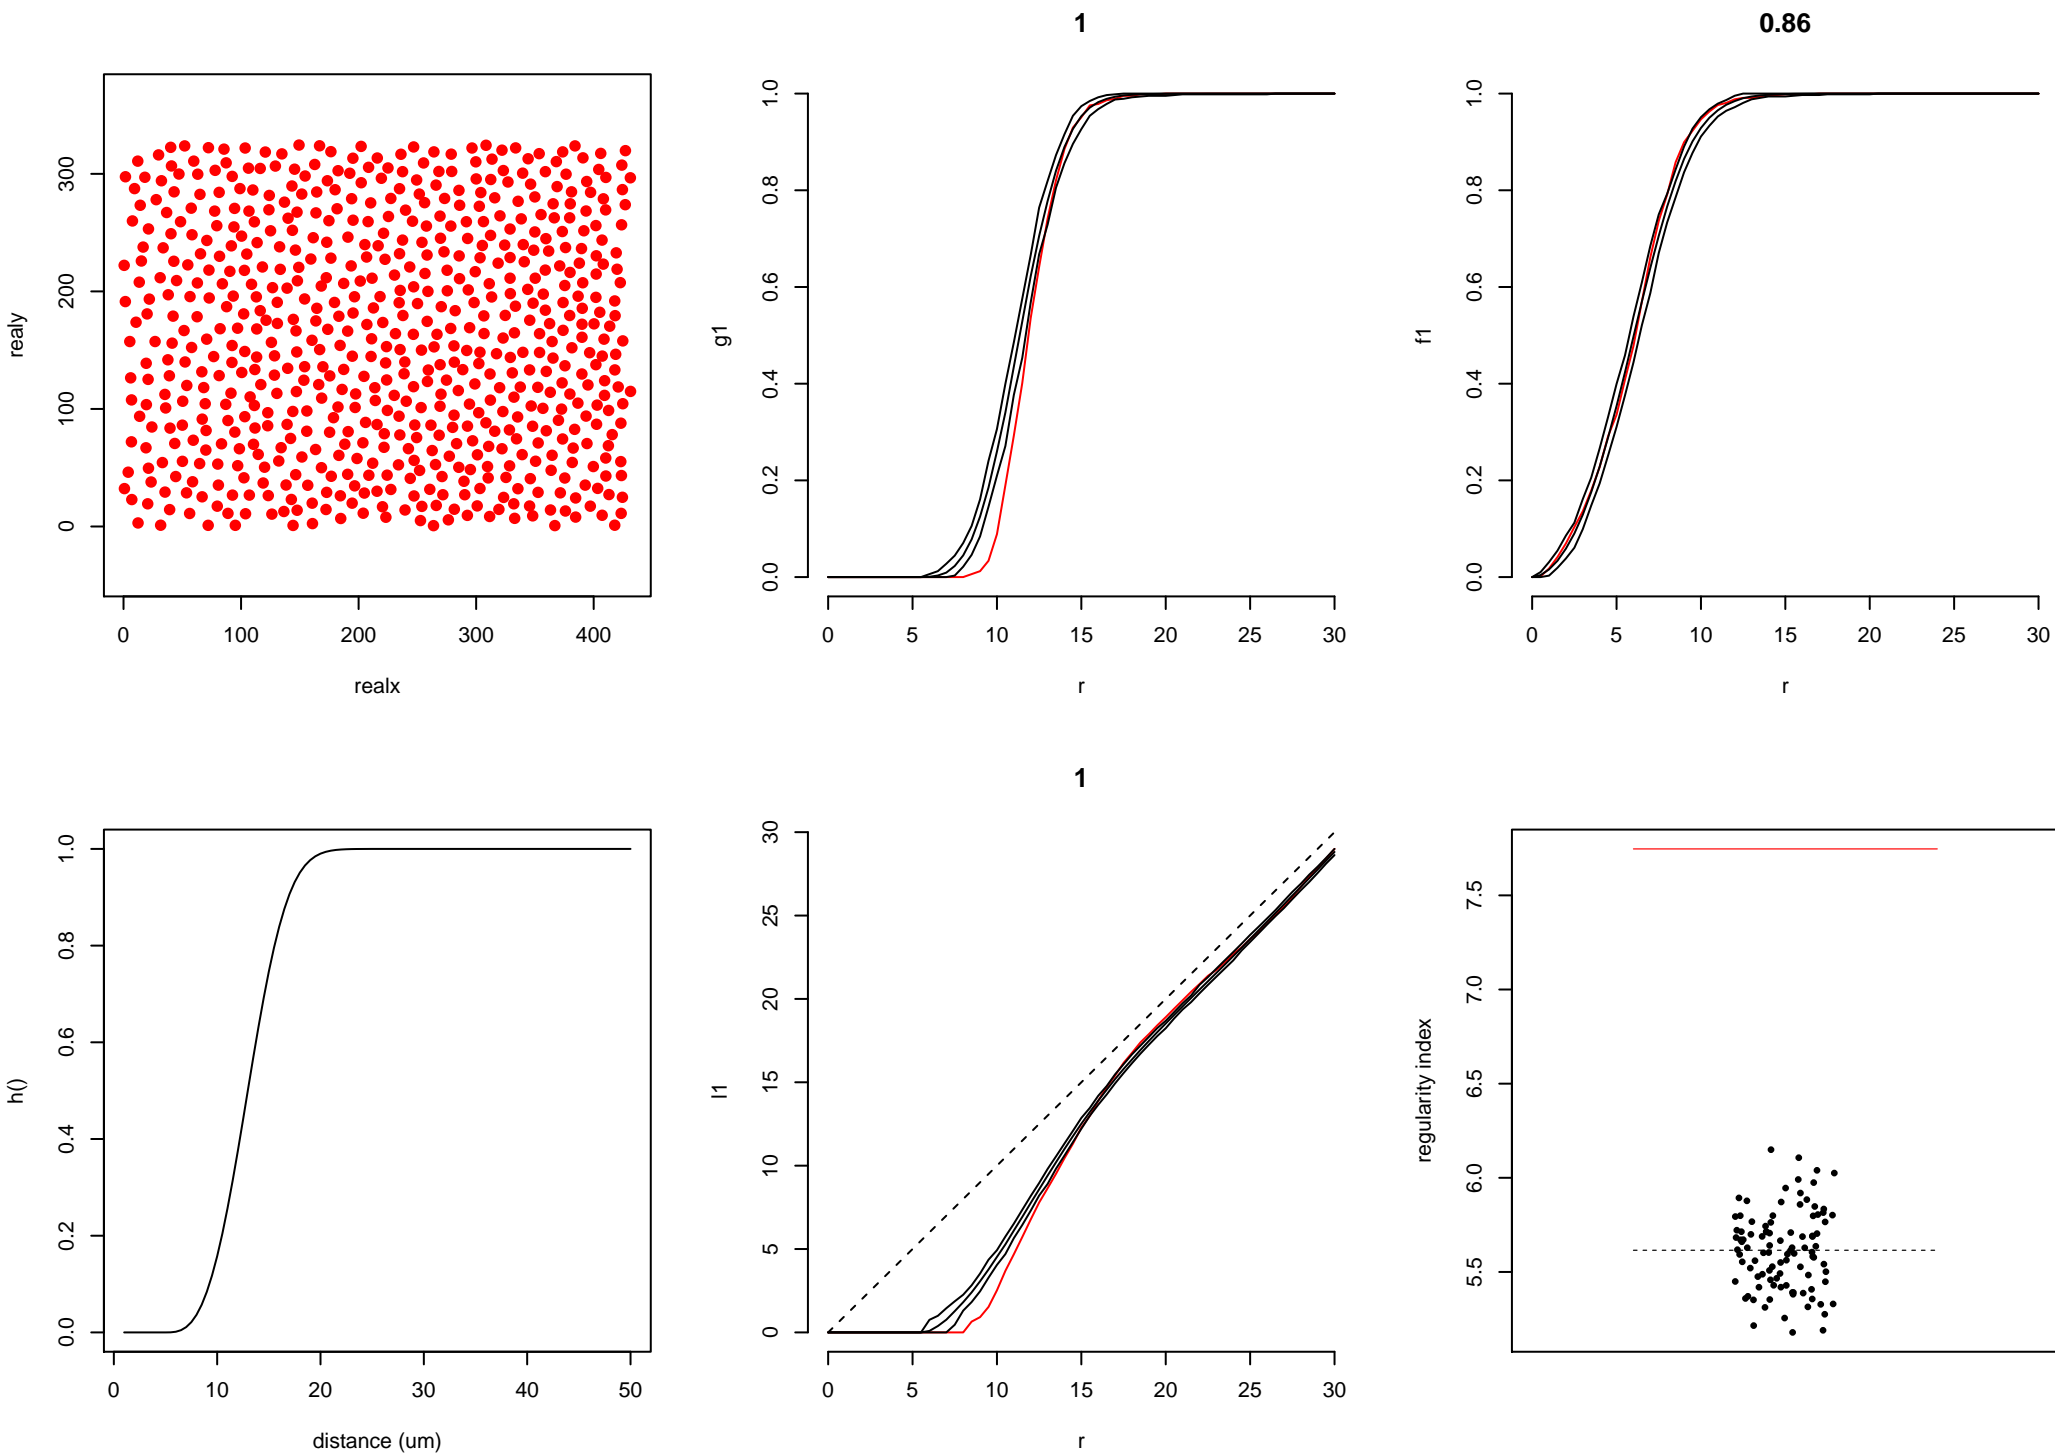 1
0.86
realy
0 100 200 300
0 100 200 300 400
realx
g1
0.0 0.2 0.4 0.6 0.8 1.0
0 5 10 15 20 25 30
r
f1
0.0 0.2 0.4 0.6 0.8 1.0
0 5 10 15 20 25 30
r
h()
0.0 0.2 0.4 0.6 0.8 1.0
0 10 20 30 40 50
distance (um)
1
l1
0 5 10 15 20 25 30
0 5 10 15 20 25 30
r
regularity index
5.5 6.0 6.5 7.0 7.5